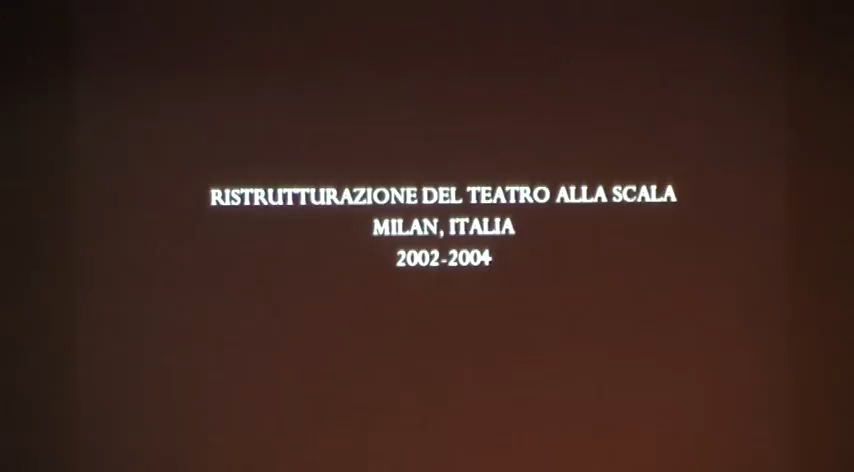 RISTRUTTURAZIONE DEL TEATRO ALLA SCALA
MILAN, ITALIA
2002-2004